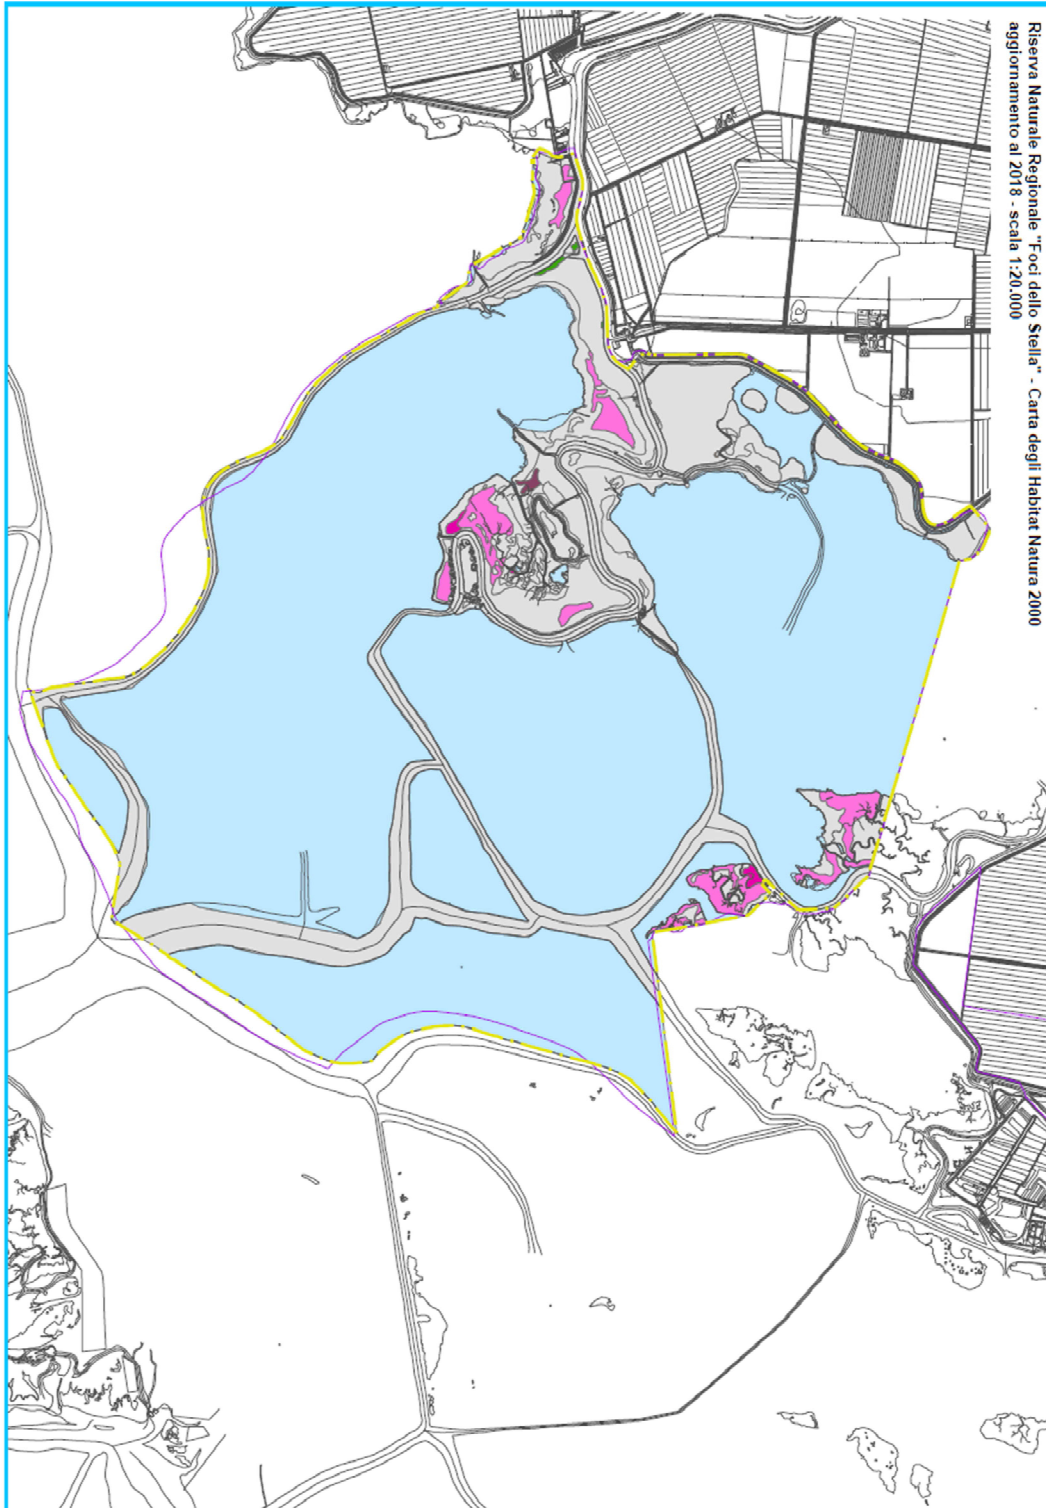 Riserva Naturale Regionale "Foci dello Stella" - Carta degli Habitat Natura 2000
aggiornamento al 2018 - scala 1:20.000